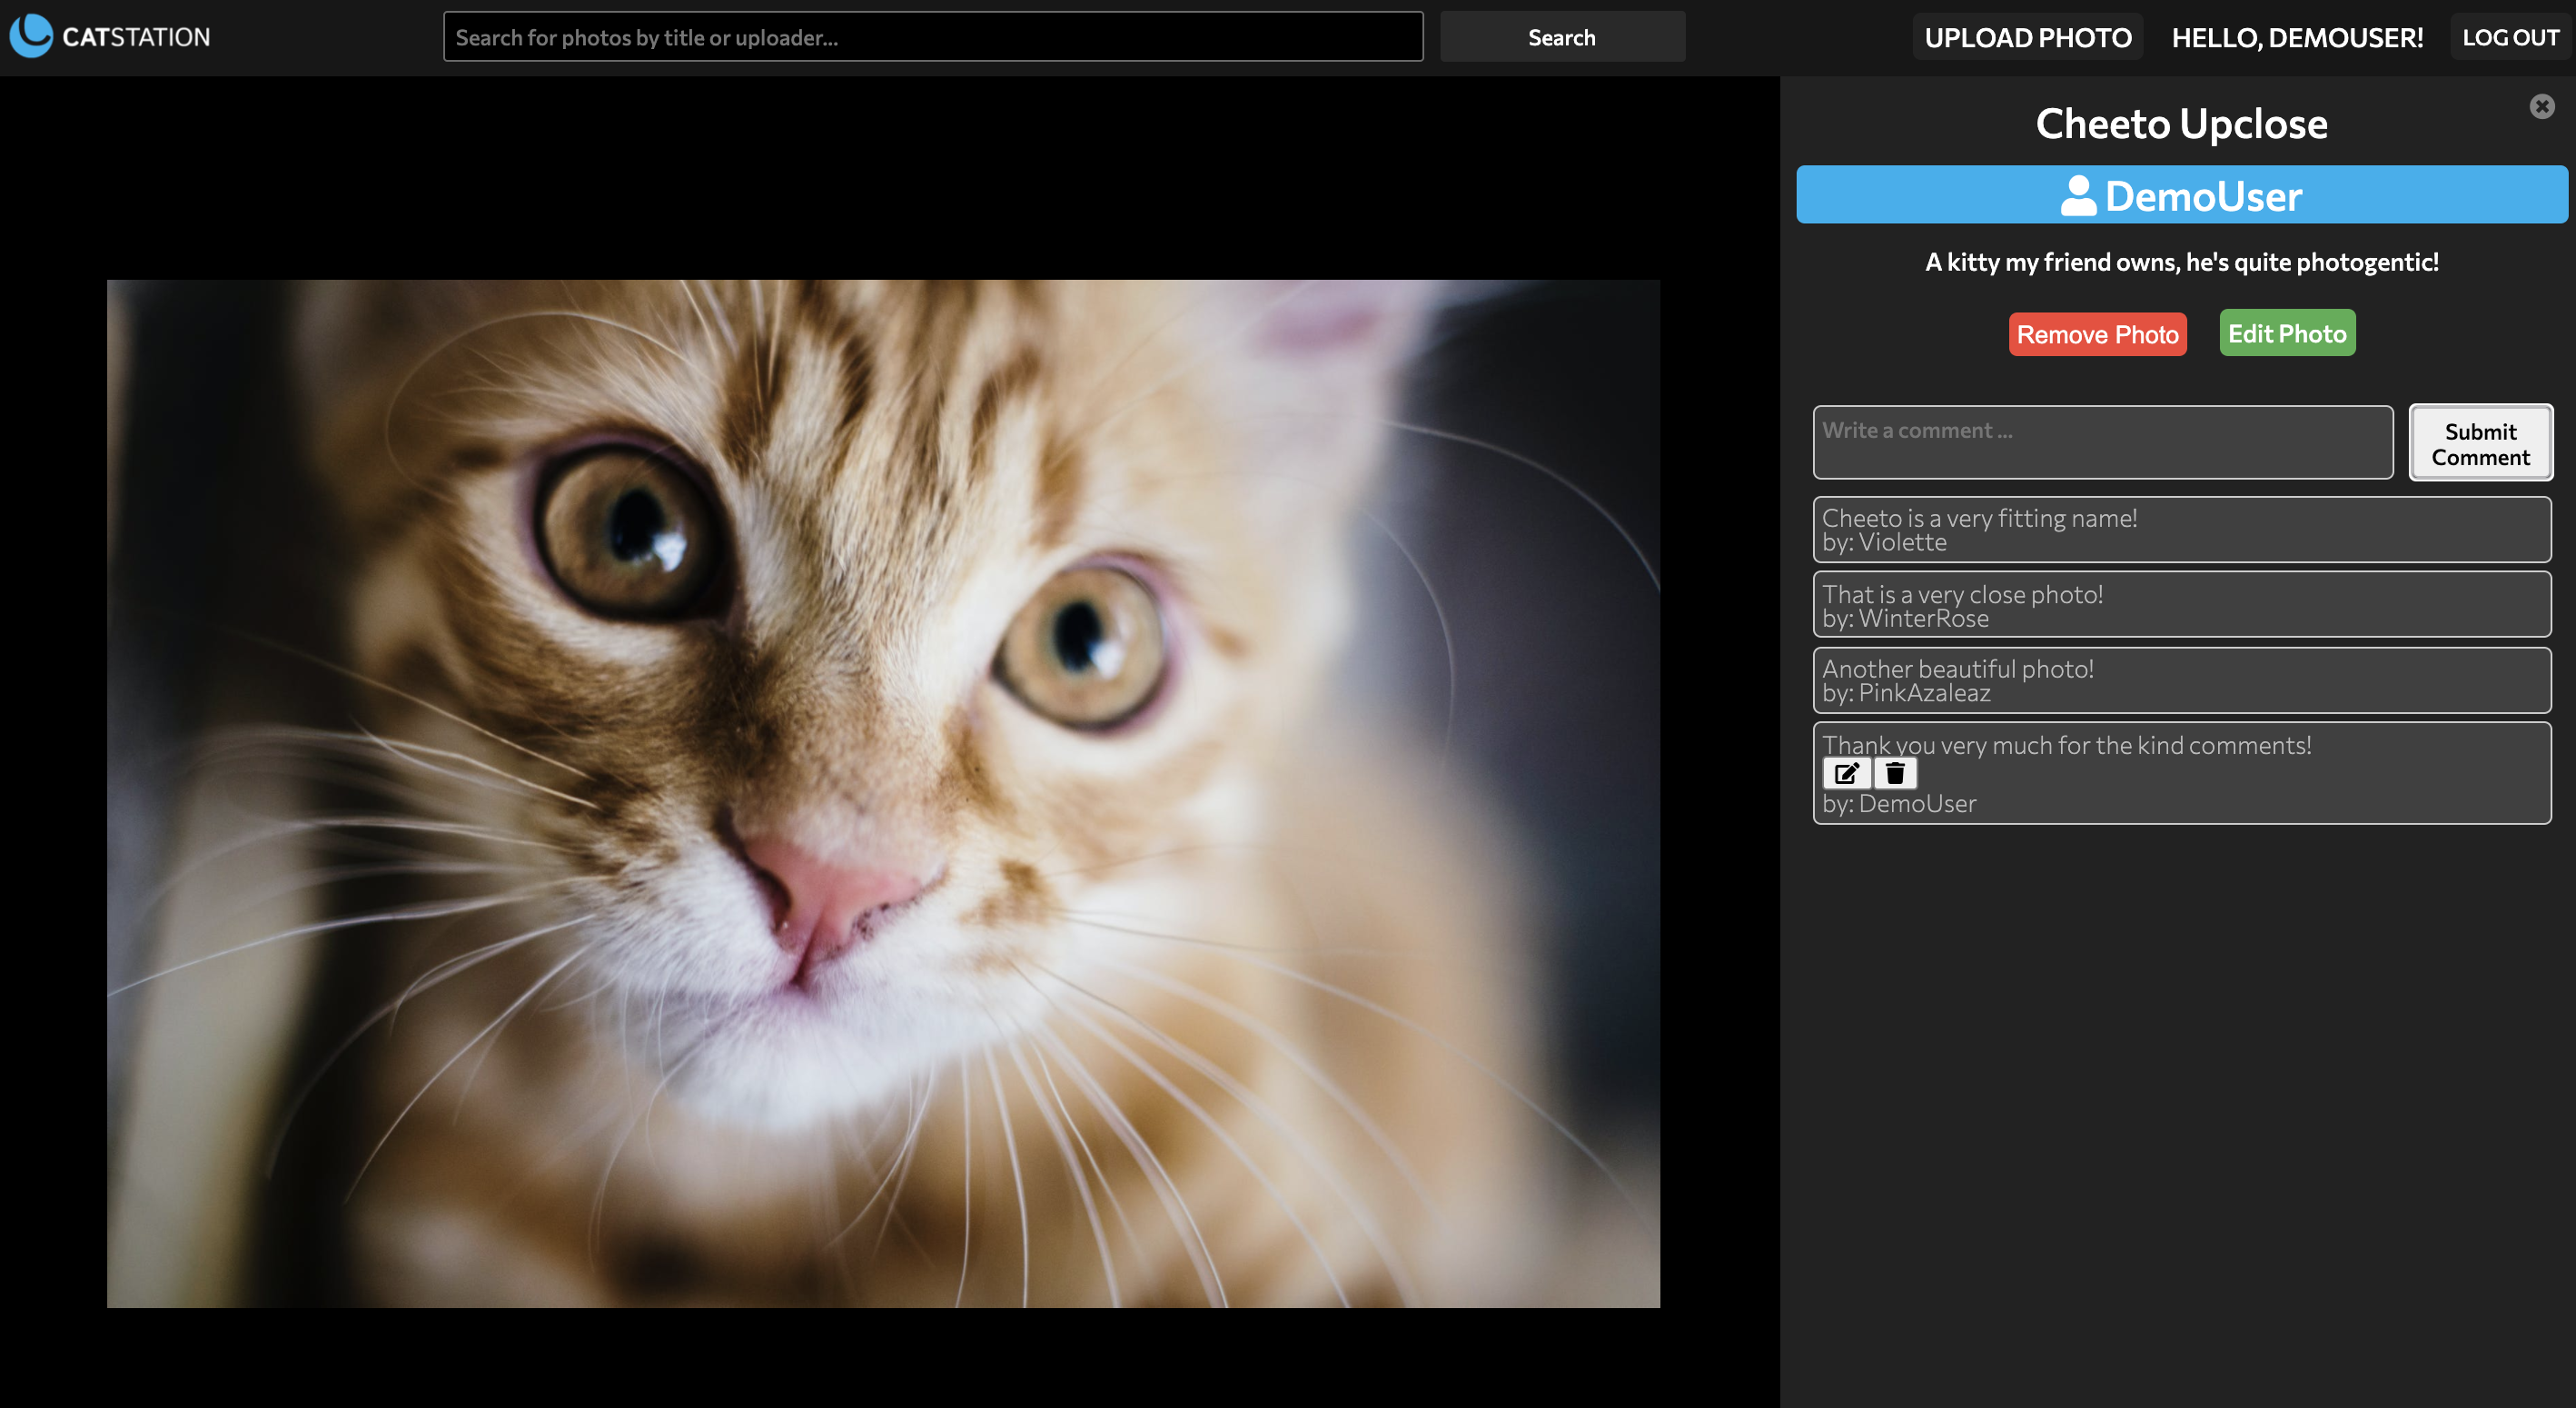 CATSTATION
Search for photos by title or uploader...
Search
UPLOAD PHOTO
HELLO, DEMOUSER!
LOG OUT
Cheeto Upclose
DemoUser
A kitty my friend owns, he's quite photogentic!
Remove Photo
Edit Photo
Write a comment ...
Submit
Comment
Cheeto is a very fitting name!
by: Violette
That is a very close photo!
by: WinterRose
Another beautiful photo!
by: PinkAzaleaz
Thank you very much for the kind comments!
by: DemoUser